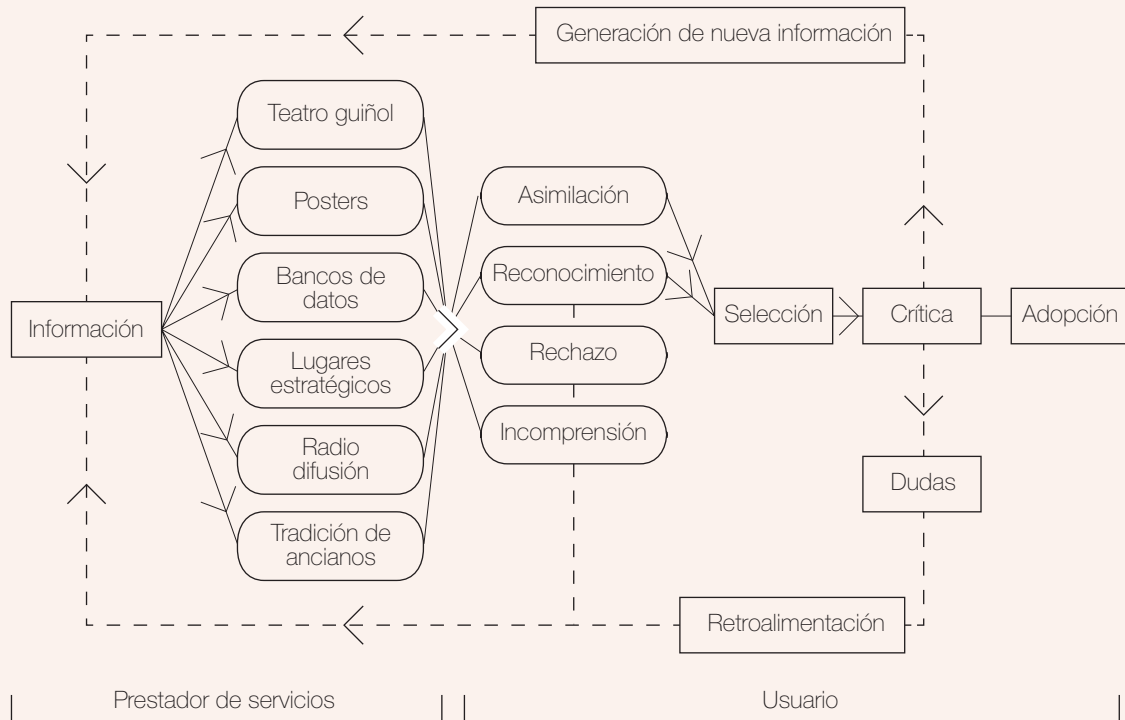 Generación de nueva información
Teatro guiñol
Posters
Bancos de
datos
Información
Lugares
estratégicos
Radio
difusión
Tradición de
ancianos
Asimilación
Reconocimiento
Rechazo
Incomprensión
Selección
Crítica
Adopción
Dudas
Retroalimentación
Prestador de servicios
Usuario